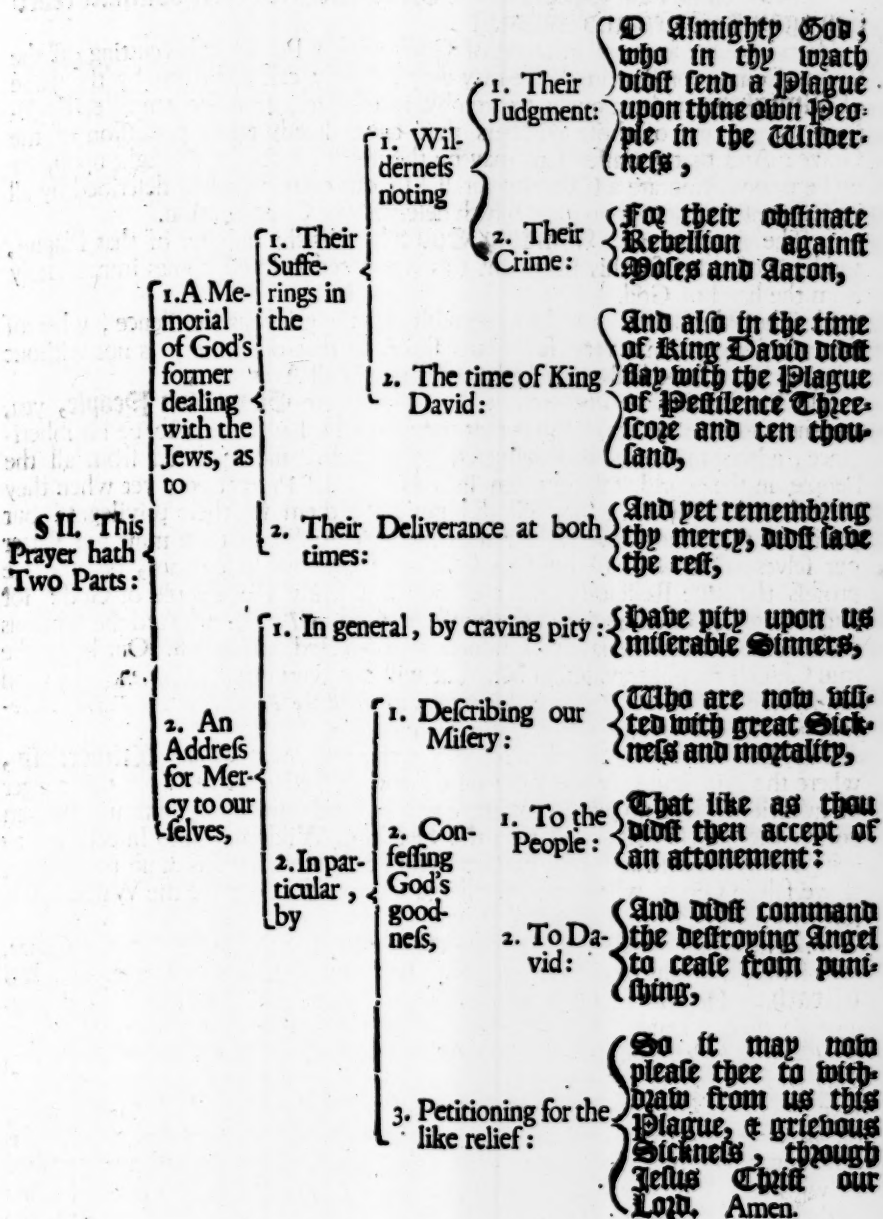 § II. This
Prayer hath
Two Parts:
1. A Me-
morial
of God's
former
dealing
with the
Jews, as
to
1. Their
Suffe-
rings in
the
1. Wil-
derneſs
noting
1. Their
Judgment:
O Almighty God,
who in thy wrath
didſt ſend a Plague
upon thine own Peo-
ple in the Wilder-
neſs,
2. Their
Crime:
For their obſtinate
Rebellion againſt
Moſes and Aaron,
2. The time of King
David:
And alſo in the time
of King David didſt
ſlay with the Plague
of Peſtilence Three-
ſcore and ten thou-
ſand,
2. Their Deliverance at both
times:
And yet remembring
thy mercy, didſt ſave
the reſt,
2. An
Addreſs
for Mer-
cy to our
ſelves,
1. In general, by craving pity:
Have pity upon us
miſerable Sinners,
2. In par-
ticular,
by
1. Deſcribing our
Miſery:
Who are now viſi-
ted with great Sick-
neſs and mortality,
2. Con-
feſſing
God's
good-
neſs,
1. To the
People:
That like as thou
didſt then accept of
an attonement:
2. To Da-
vid:
And didſt command
the deſtroying Angel
to ceaſe from puni-
ſhing,
3. Petitioning for the
like relief:
So it may now
pleaſe thee to with-
draw from us this
Plague, & grievous
Sickneſs, through
Jeſus Chriſt our
Lord. Amen.